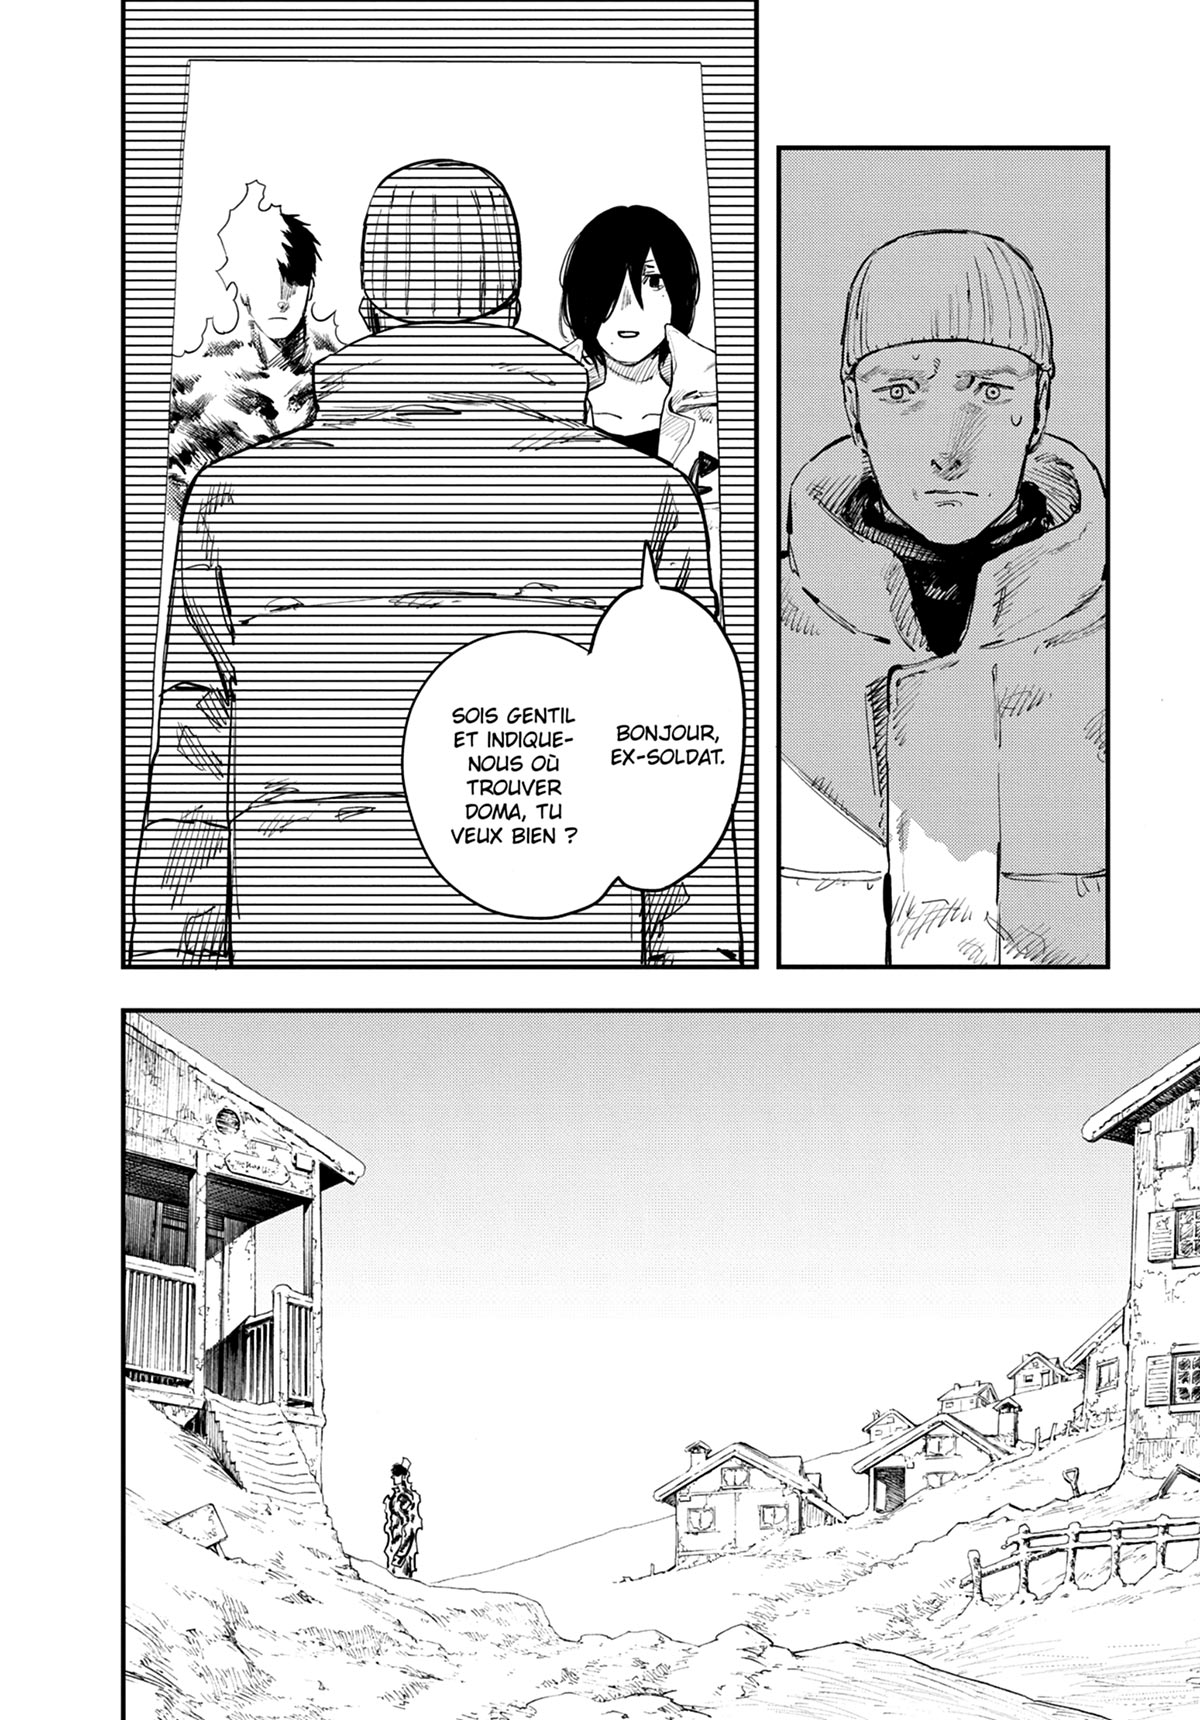 BONJOUR,
EX-SOLDAT.
SOIS GENTIL
ET INDIQUE-
NOUS OÙ
TROUVER
DOMA, TU
VEUX BIEN ?